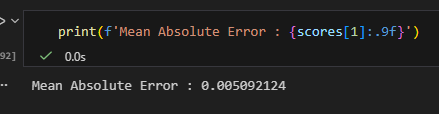 print(f'Mean Absolute Error : {scores[1]:.9f}')
92]
0.0s
Mean Absolute Error : 0.005092124